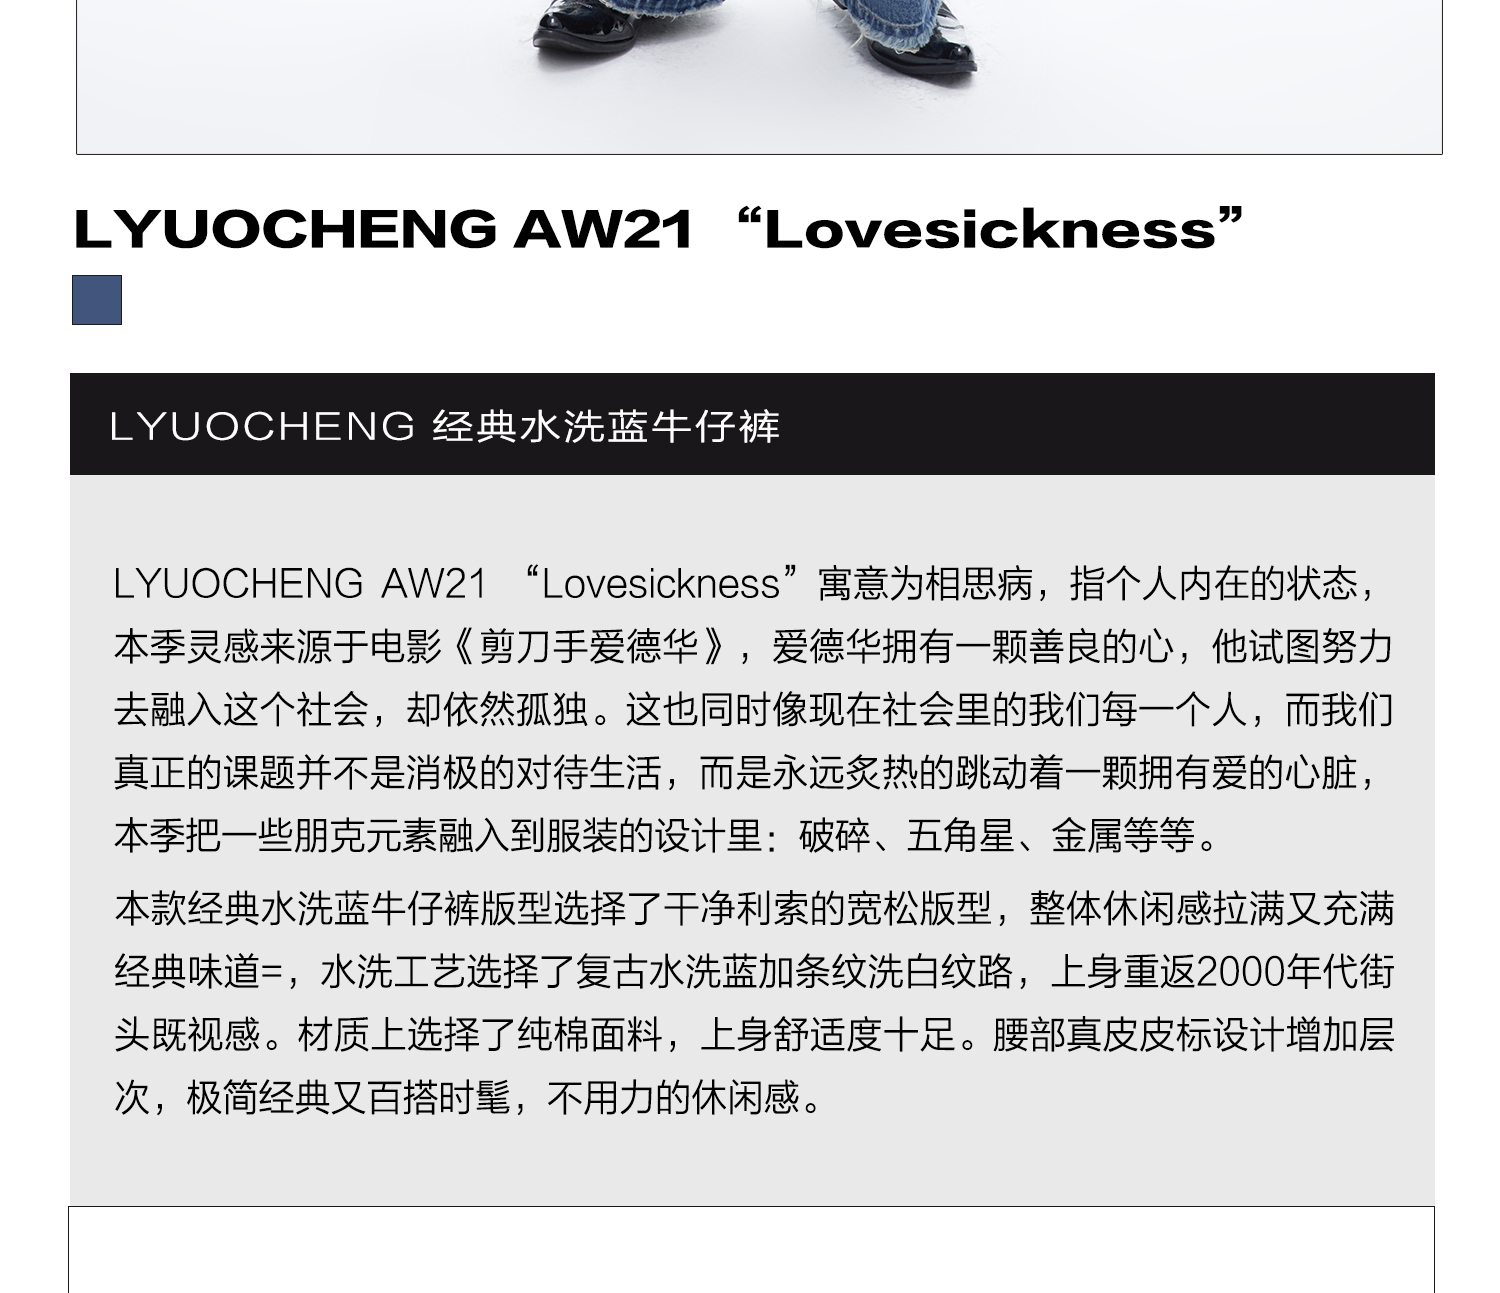 LYUOCHENG AW21 “Lovesickness”
LYUOCHENG 经典水洗蓝牛仔裤
LYUOCHENG AW21 “Lovesickness”寓意为相思病，指个人内在的状态，
本季灵感来源于电影《剪刀手爱德华》，爱德华拥有一颗善良的心，他试图努力
去融入这个社会，却依然孤独。这也同时像现在社会里的我们每一个人，而我们
真正的课题并不是消极的对待生活，而是永远炙热的跳动着一颗拥有爱的心脏，
本季把一些朋克元素融入到服装的设计里：破碎、五角星、金属等等。
本款经典水洗蓝牛仔裤版型选择了干净利索的宽松版型，整体休闲感拉满又充满
经典味道=，水洗工艺选择了复古水洗蓝加条纹洗白纹路，上身重返2000年代街
头既视感。材质上选择了纯棉面料，上身舒适度十足。腰部真皮皮标设计增加层
次，极简经典又百搭时髦，不用力的休闲感。